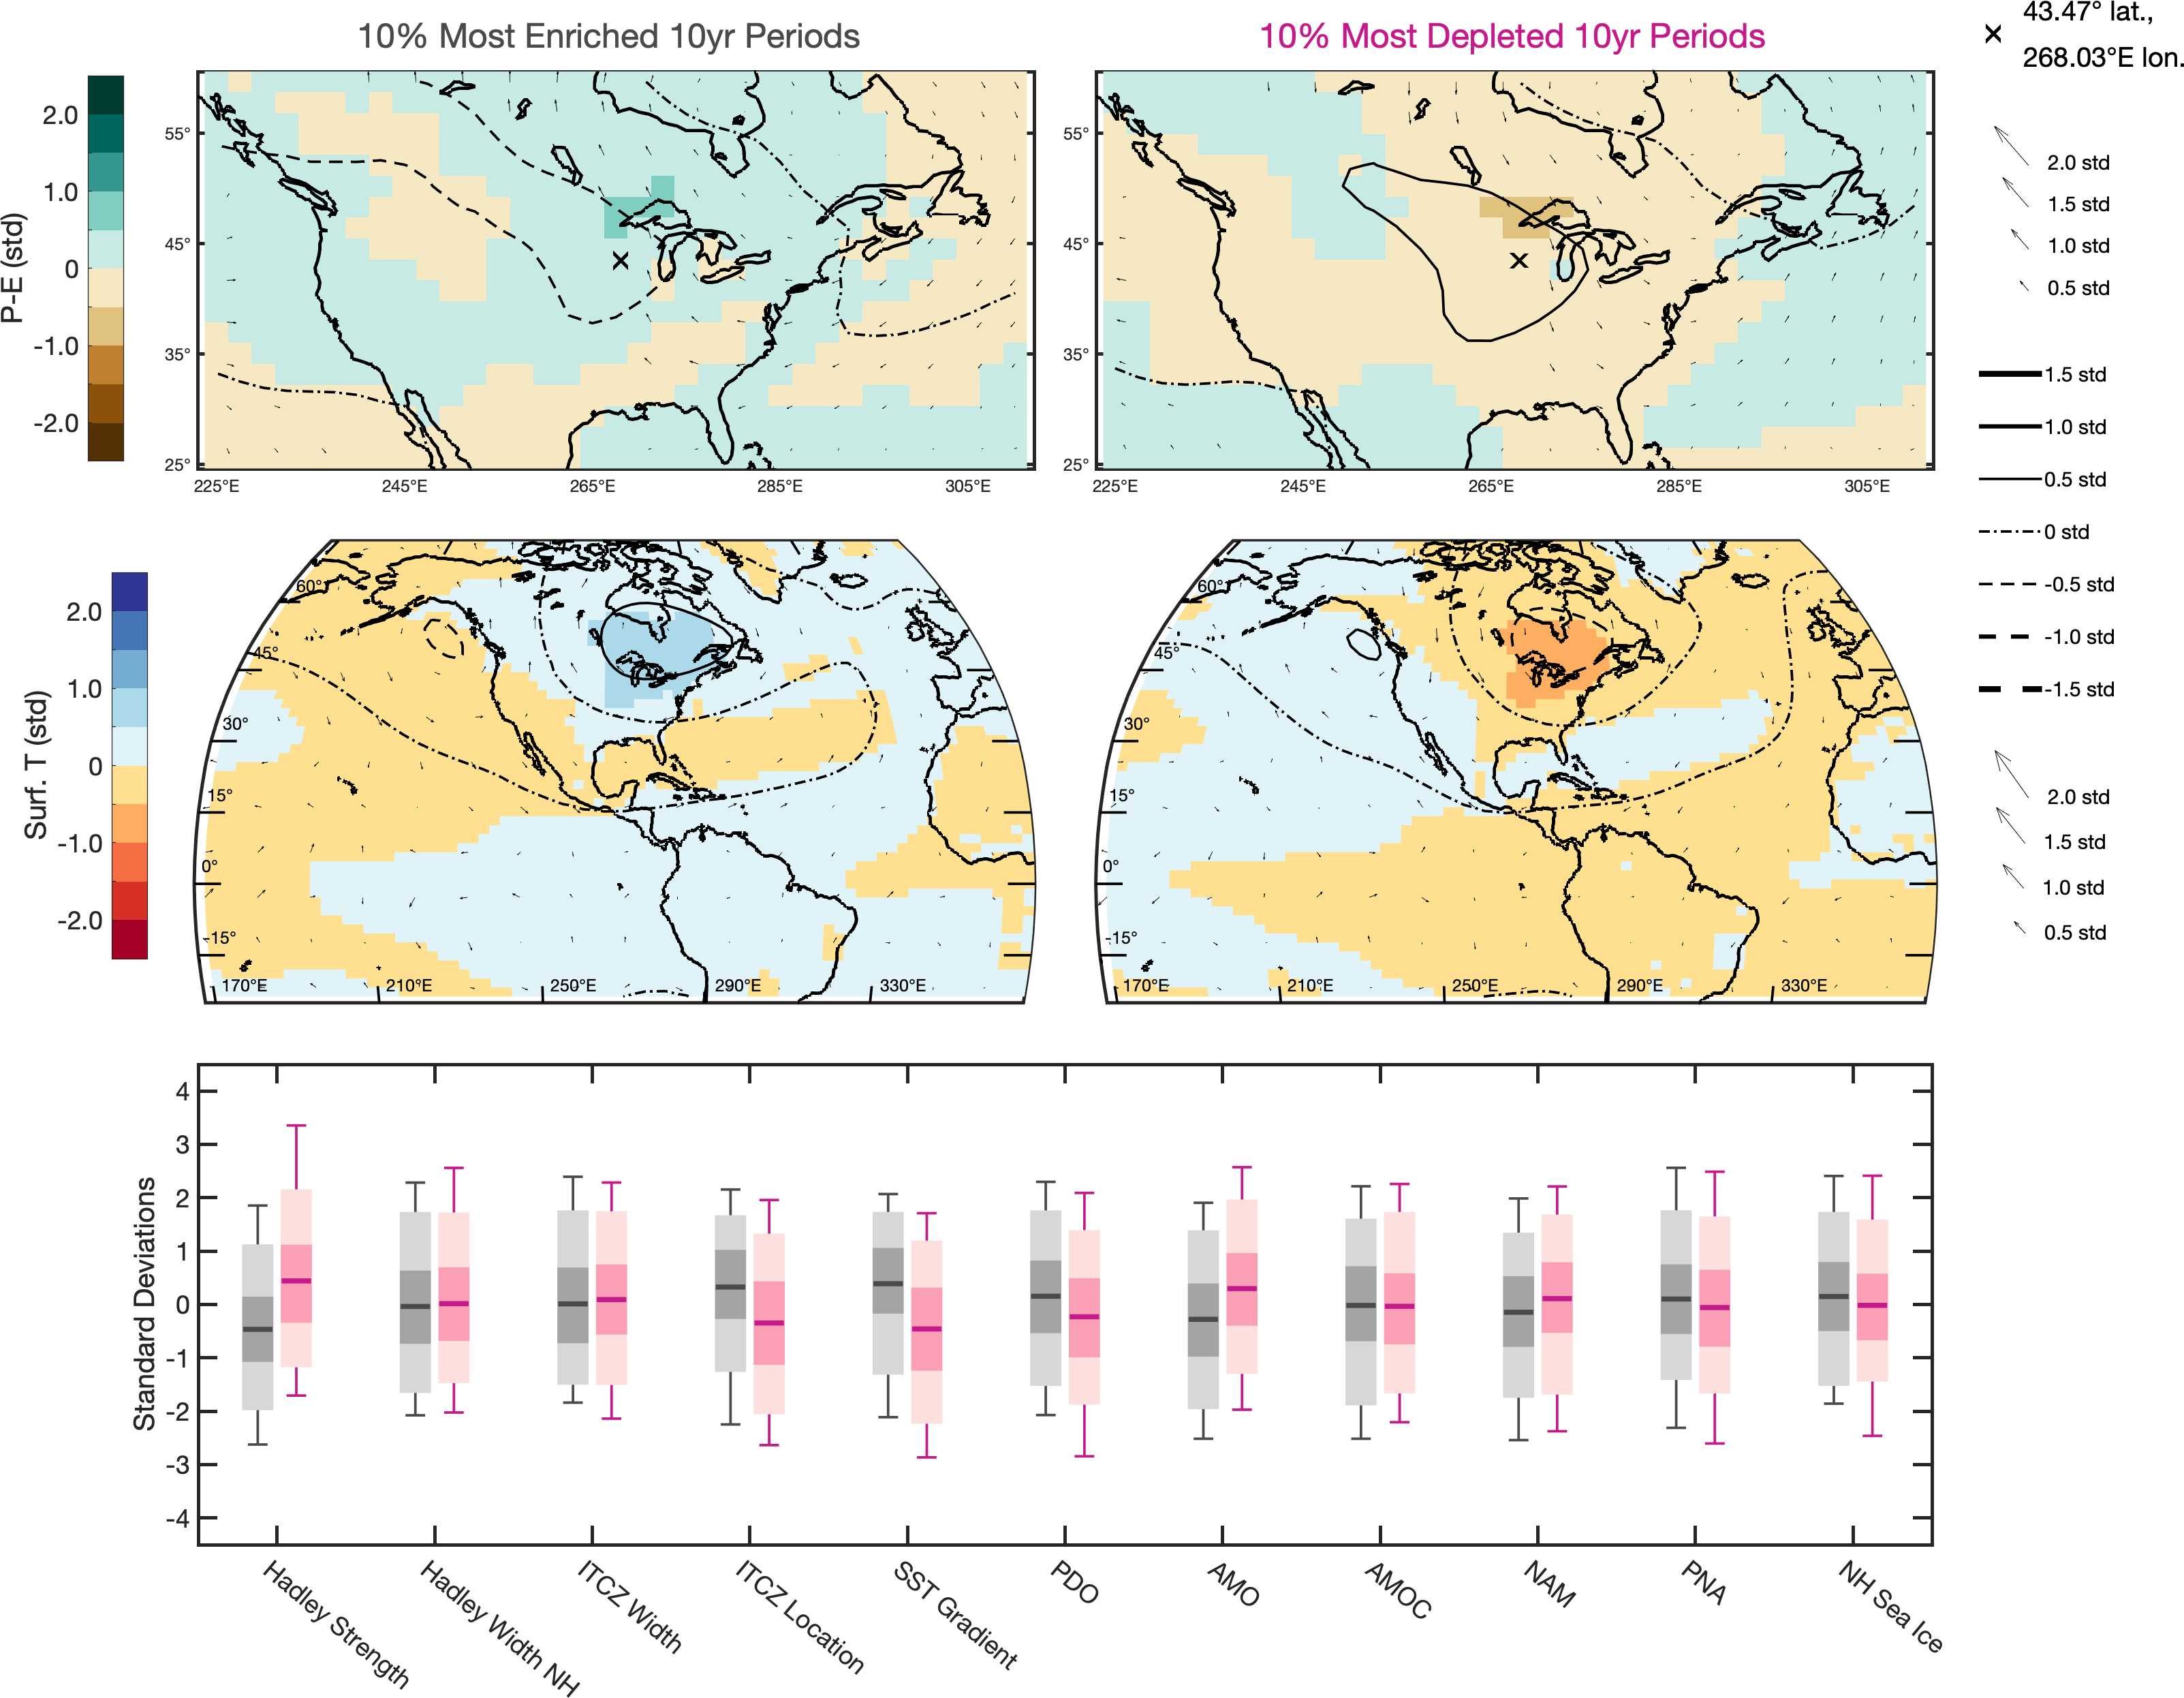 10% Most Enriched 10yr Periods
10% Most Depleted 10yr Periods
43.47° lat.,
268.03°E lon.
P-E (std)
2.0
1.0
0
-1.0
-2.0
55°
45°
35°
25°
225°E
245°E
265°E
285°E
305°E
55°
45°
35°
25°
225°E
245°E
265°E
285°E
305°E
2.0 std
1.5 std
1.0 std
0.5 std
1.5 std
1.0 std
0.5 std
0 std
-0.5 std
-1.0 std
-1.5 std
Surf. T (std)
2.0
1.0
0
-1.0
-2.0
60°
45°
30°
15°
0°
-15°
170°E
210°E
250°E
290°E
330°E
60°
45°
30°
15°
0°
-15°
170°E
210°E
250°E
290°E
330°E
2.0 std
1.5 std
1.0 std
0.5 std
Standard Deviations
4
3
2
1
0
-1
-2
-3
-4
Hadley Strength
Hadley Width NH
ITCZ Width
ITCZ Location
SST Gradient
PDO
AMO
AMOC
NAM
PNA
NH Sea Ice